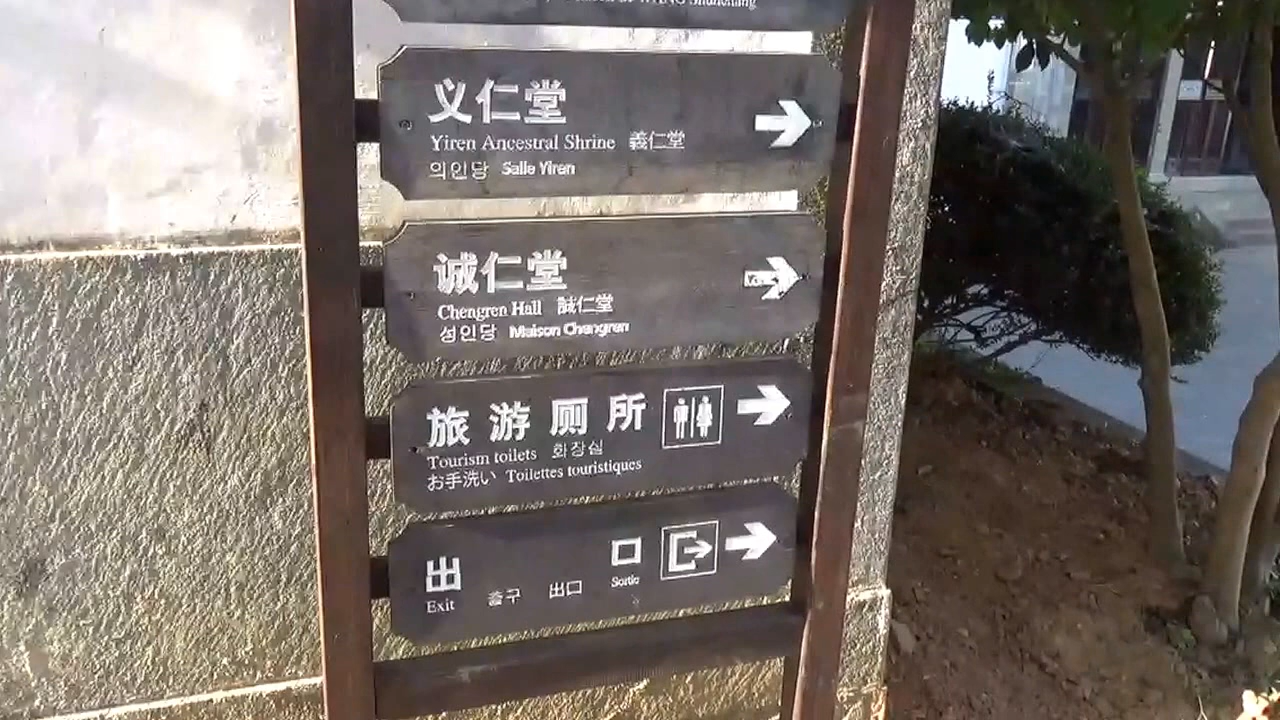 义仁堂
Yiren Ancestral Shrine 義仁堂
의인당 Salle Yiren
诚仁堂
Chengren Hall 誠仁堂
성인당 Maison Chengren
旅游厕所
Tourism toilets 화장실
お手洗い Toilettes touristiques
出口
Exit 출구 出口 Sortie